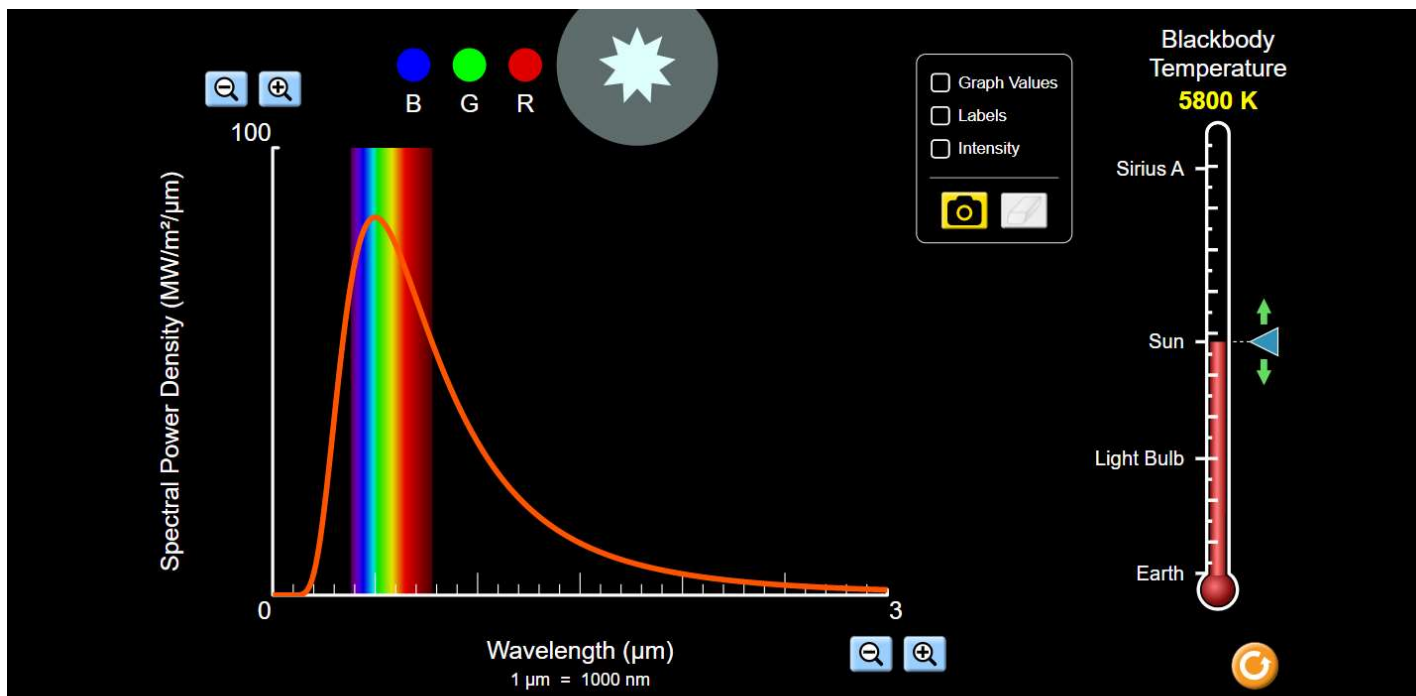 B G R
100
Spectral Power Density (MW/m²/μm)
0
3
Wavelength (μm)
1 μm = 1000 nm
Graph Values
Labels
Intensity
Blackbody
Temperature
5800 K
Sirius A
Sun
Light Bulb
Earth